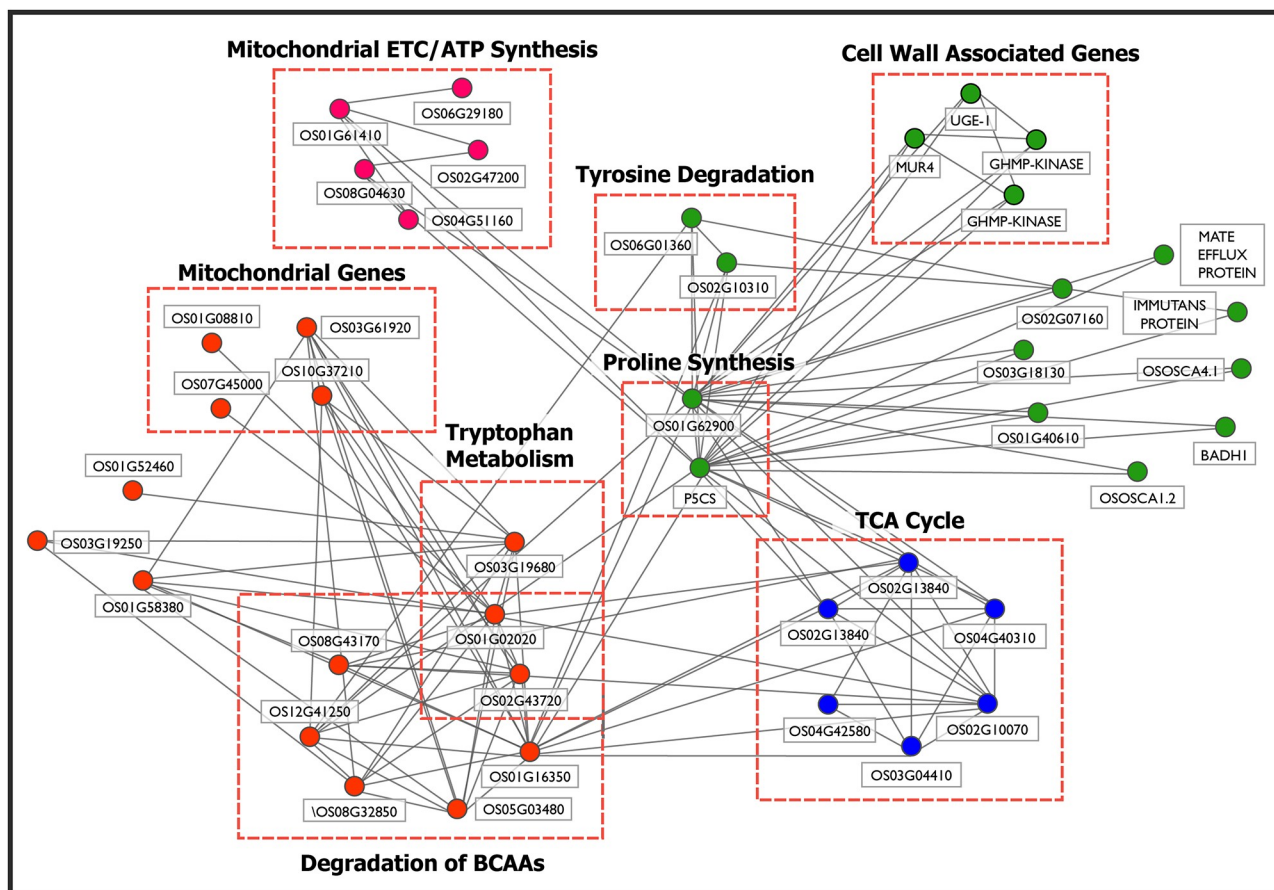 Mitochondrial ETC/ATP Synthesis
Cell Wall Associated Genes
OS06G29180
UGE-1
OS01G61410
MUR4
GHMP-KINASE
OS02G47200
OS08G04630
Tyrosine Degradation
GHMP-KINASE
OS04G51160
OS06G01360
MATE
EFFLUX
PROTEIN
Mitochondrial Genes
OS02G10310
OS01G08810
OS03G61920
OS02G07160
IMMUTANS
PROTEIN
OS10G37210
Proline Synthesis
OS03G18130
OSOSCA4.1
OS07G45000
OS01G62900
OS01G40610
Tryptophan
Metabolism
BADH1
OS01G52460
P5CS
OSOSCA1.2
TCA Cycle
OS03G19250
OS03G19680
OS02G13840
OS01G58380
OS08G43170
OS01G02020
OS02G13840
OS04G40310
OS02G43720
OS12G41250
OS04G42580
OS02G10070
OS01G16350
OS03G04410
\OS08G32850
OS05G03480
Degradation of BCAAs